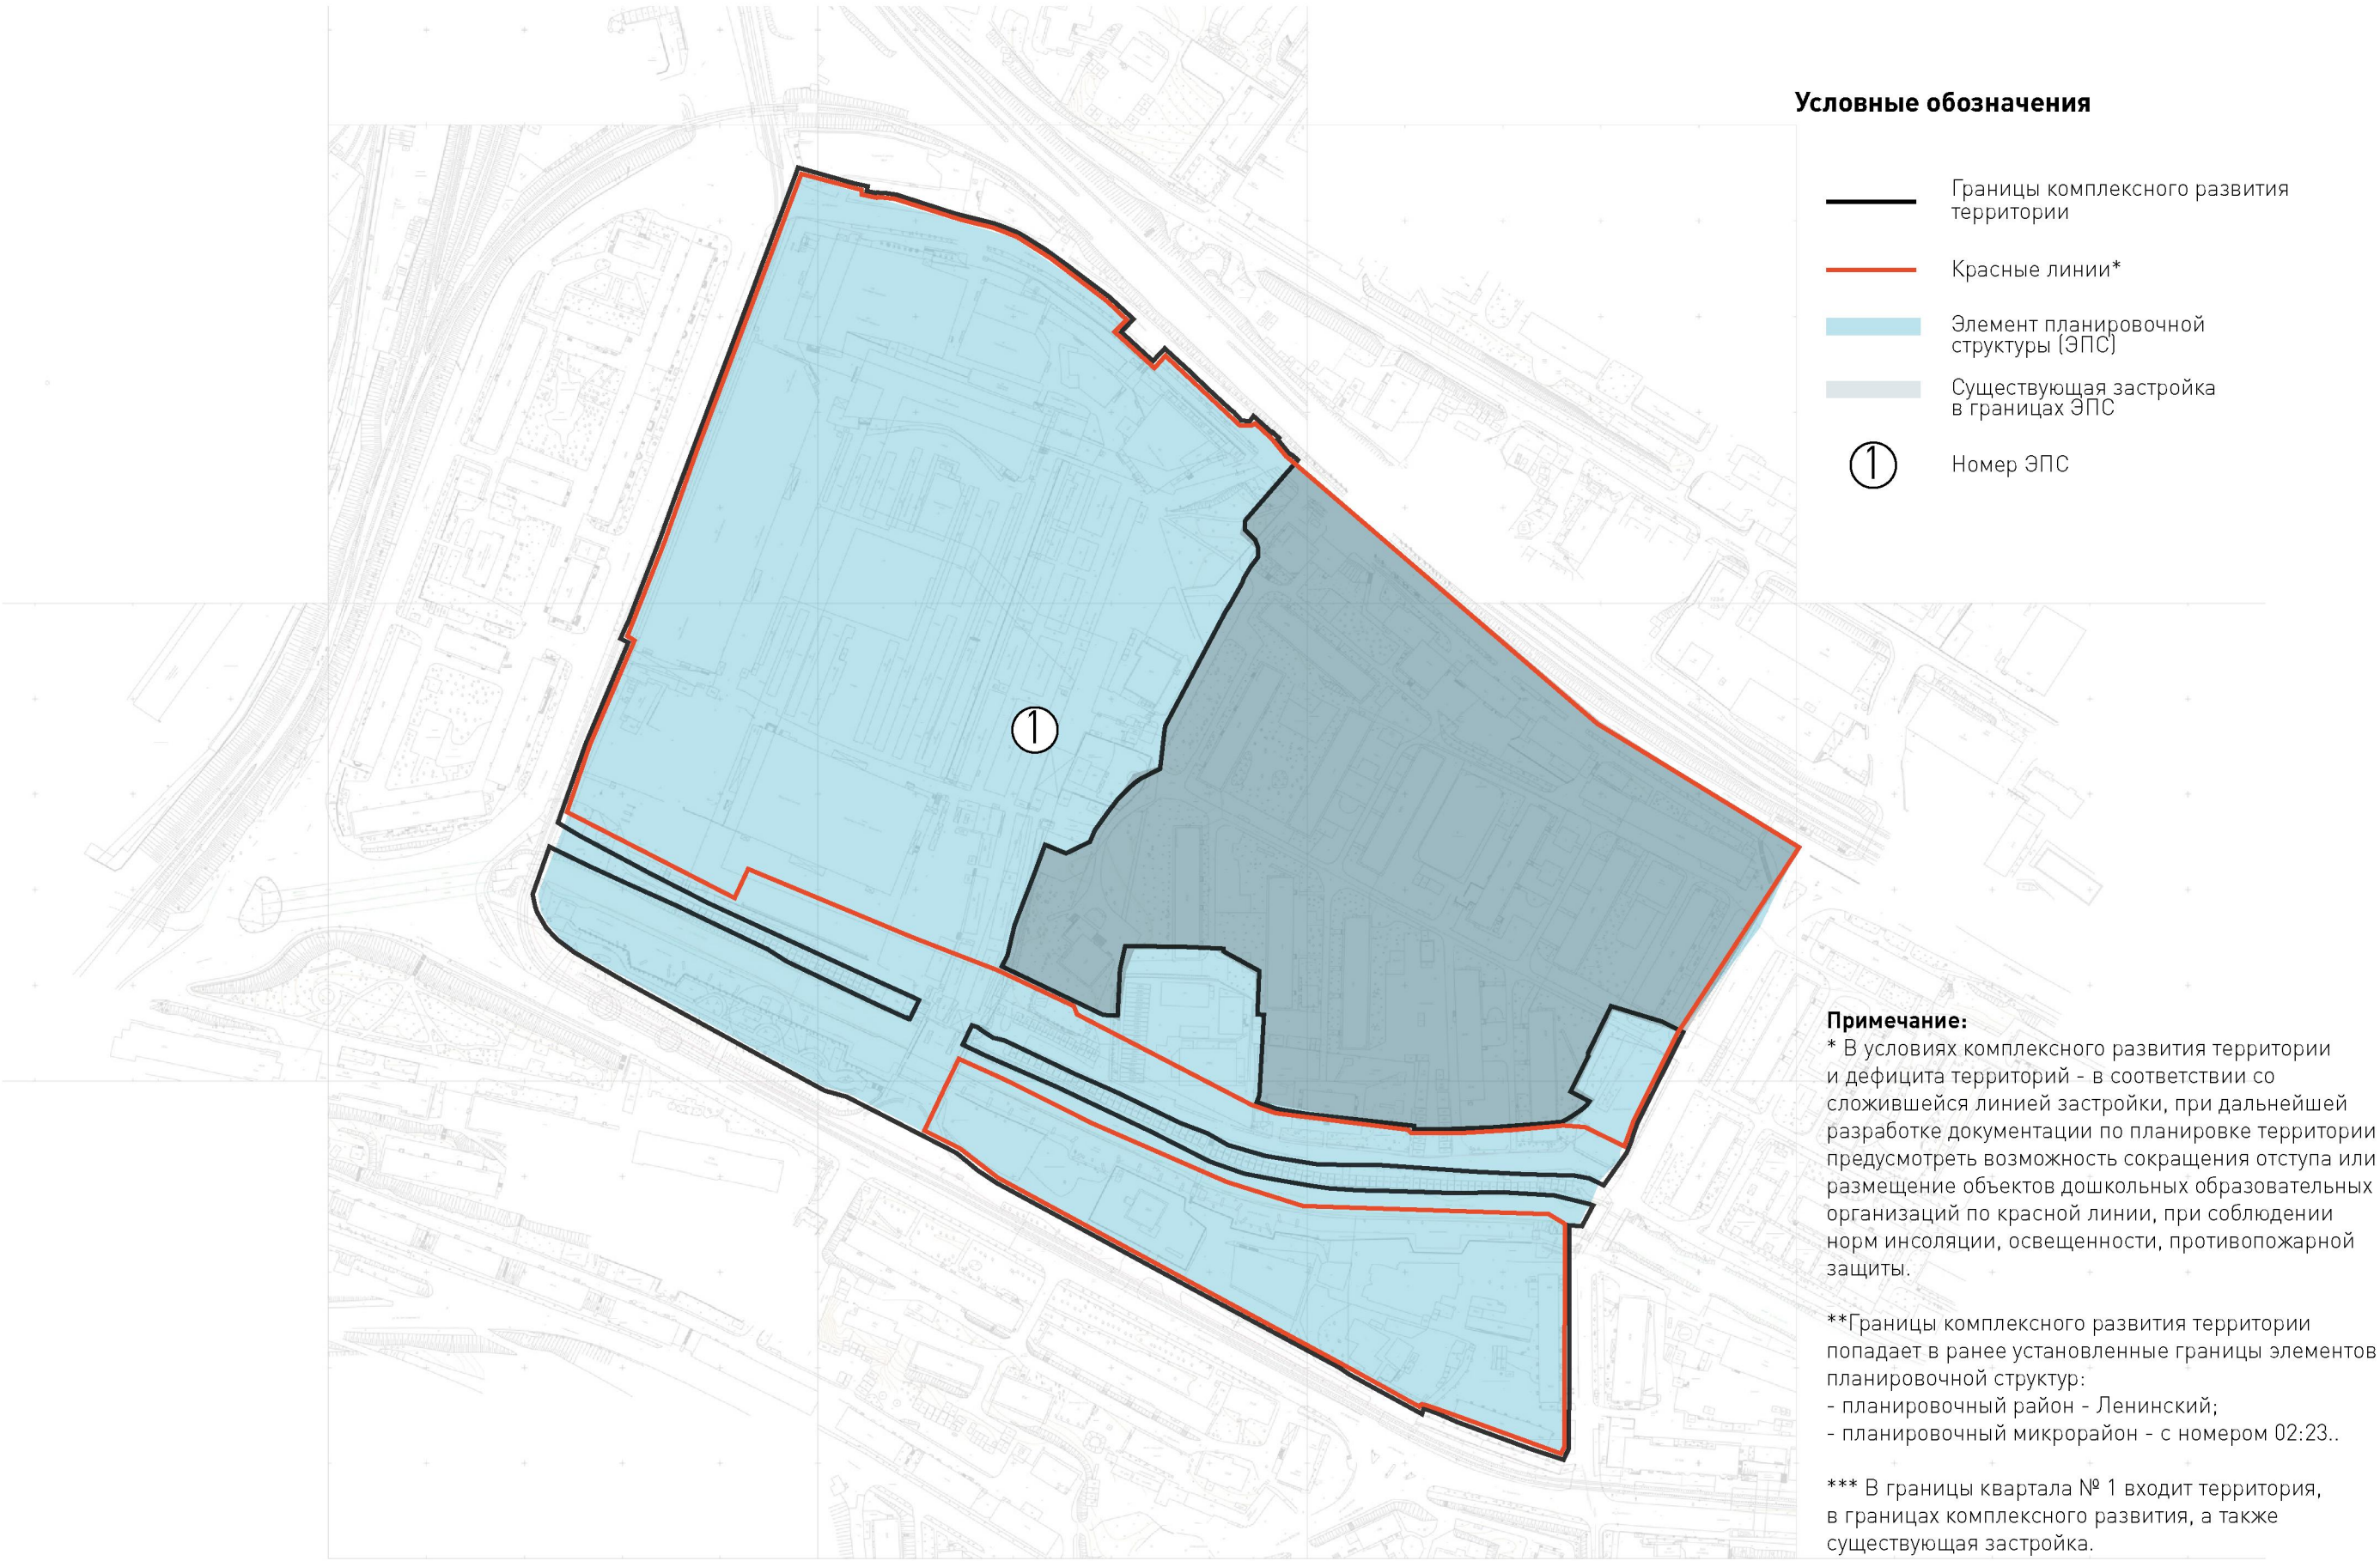 Условные обозначения
Границы комплексного развития
территории
Красные линии*
Элемент планировочной
структуры (ЭПС)
Существующая застройка
в границах ЭПС
1
Номер ЭПС
1
Примечание:
* В условиях комплексного развития территории
и дефицита территорий - в соответствии со
сложившейся линией застройки, при дальнейшей
разработке документации по планировке территории
предусмотреть возможность сокращения отступа или
размещение объектов дошкольных образовательных
организаций по красной линии, при соблюдении
норм инсоляции, освещенности, противопожарной
защиты.
**Границы комплексного развития территории
попадает в ранее установленные границы элементов
планировочной структур:
- планировочный район - Ленинский;
- планировочный микрорайон - с номером 02:23..
*** В границы квартала № 1 входит территория,
в границах комплексного развития, а также
существующая застройка.